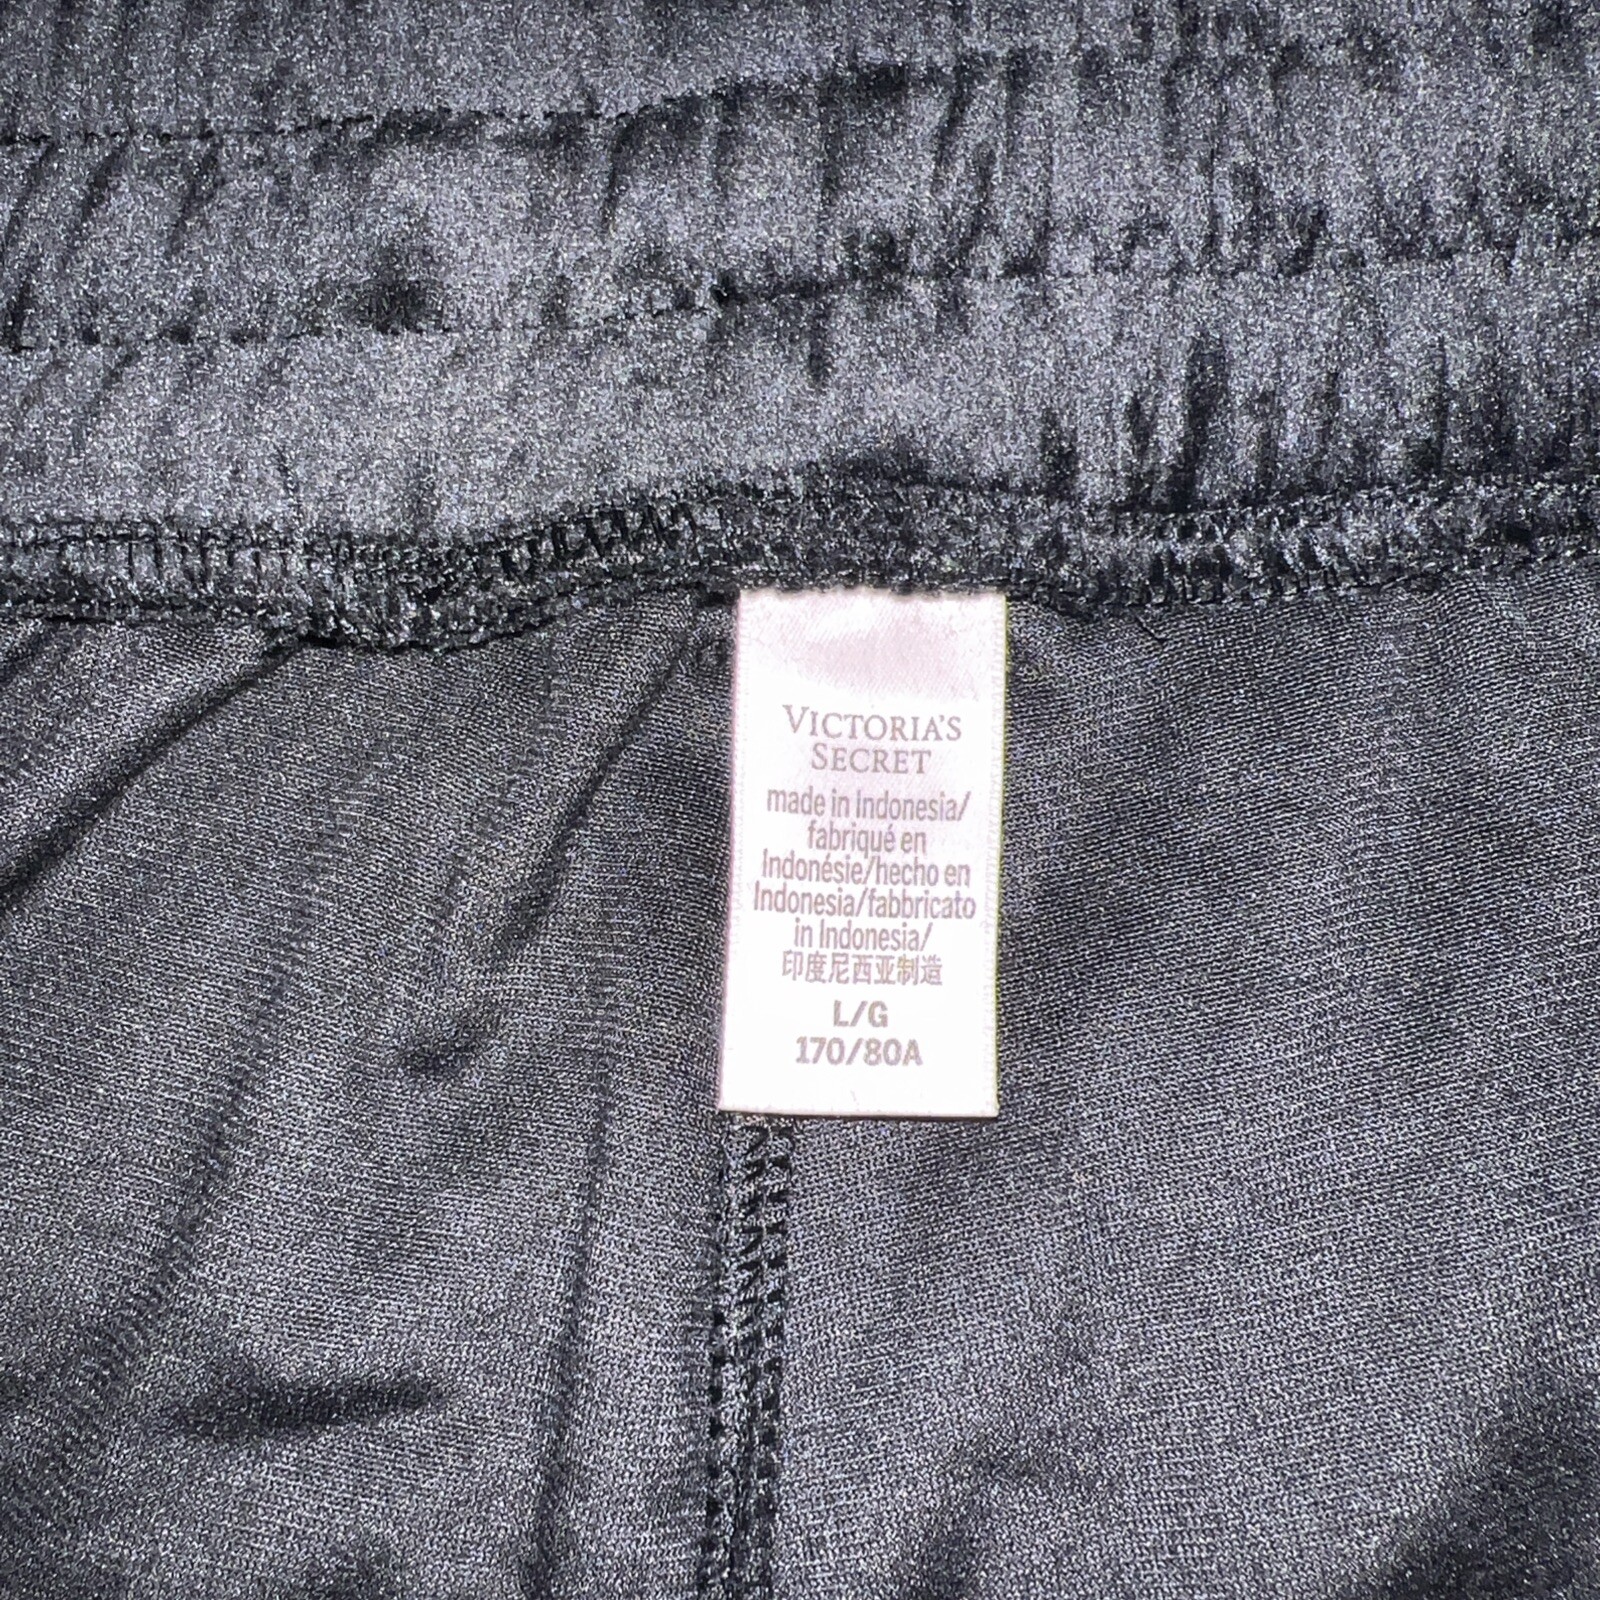 VICTORIA'S
SECRET
made in Indonesia/
fabriqué en
Indonésie/hecho en
Indonesia/fabbricato
in Indonesia/
印度尼西亚制造
L/G
170/80A